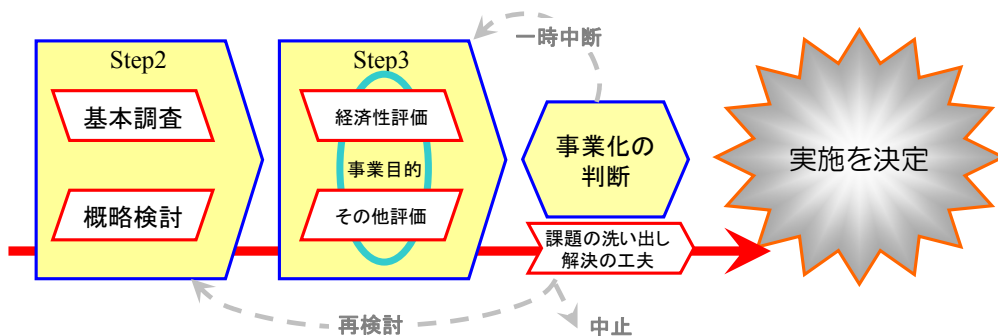 Step2
基本調査
概略検討
Step3
経済性評価
事業目的
その他評価
一時中断
事業化の
判断
課題の洗い出し
解決の工夫
実施を決定
再検討
中止